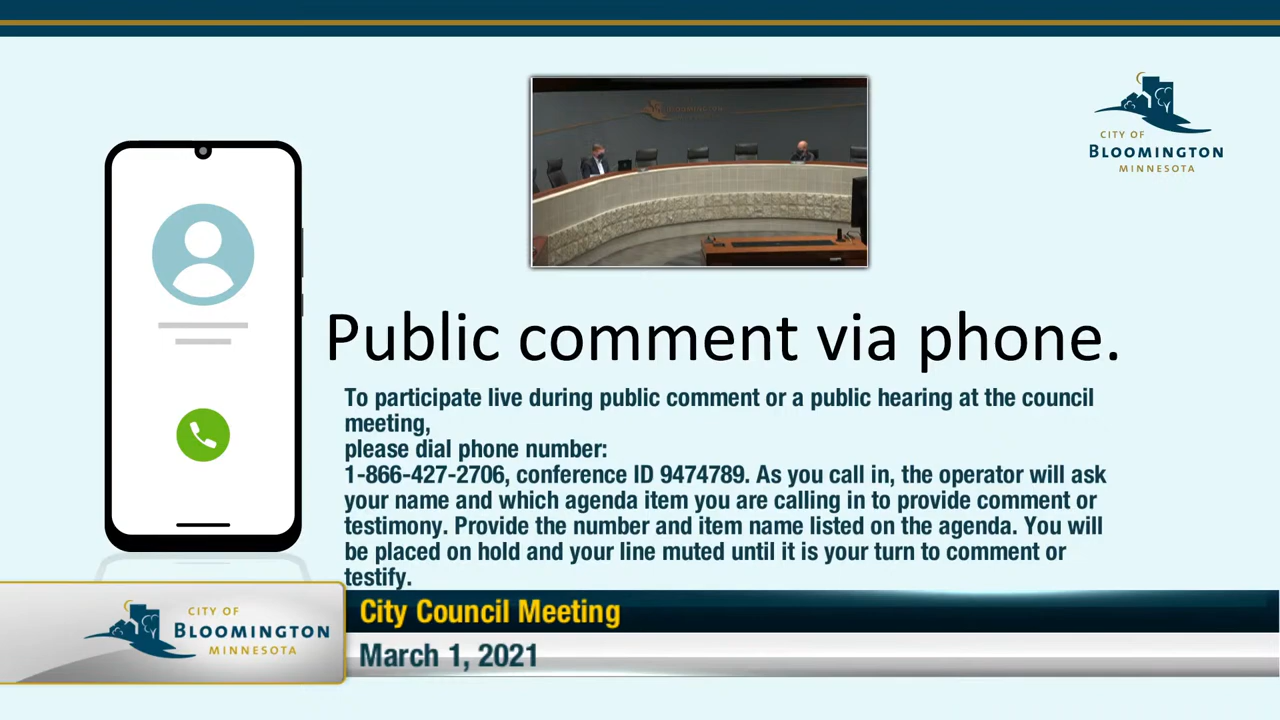 CITY OF
BLOOMINGTON
MINNESOTA
Public comment via phone.
To participate live during public comment or a public hearing at the council
meeting,
please dial phone number:
1-866-427-2706, conference ID 9474789. As you call in, the operator will ask
your name and which agenda item you are calling in to provide comment or
testimony. Provide the number and item name listed on the agenda. You will
be placed on hold and your line muted until it is your turn to comment or
testify.
CITY OF
BLOOMINGTON
MINNESOTA
City Council Meeting
March 1, 2021